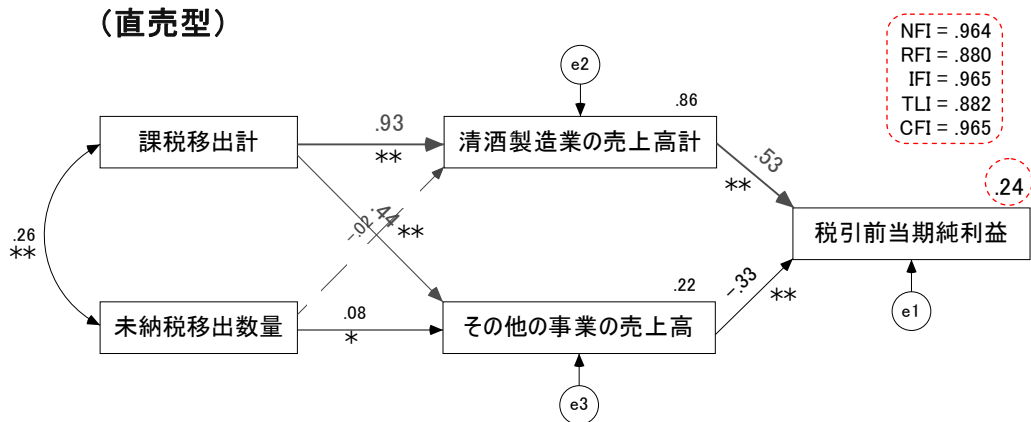 （直売型）
NFI = .964
RFI = .880
IFI = .965
TLI = .882
CFI = .965
e2
.86
課税移出計
.93
**
清酒製造業の売上高計
.53
**
.24
税引前当期純利益
.26
**
-.02
.44
**
e1
未納税移出数量
.08
*
.22
その他の事業の売上高
-.33
**
e3